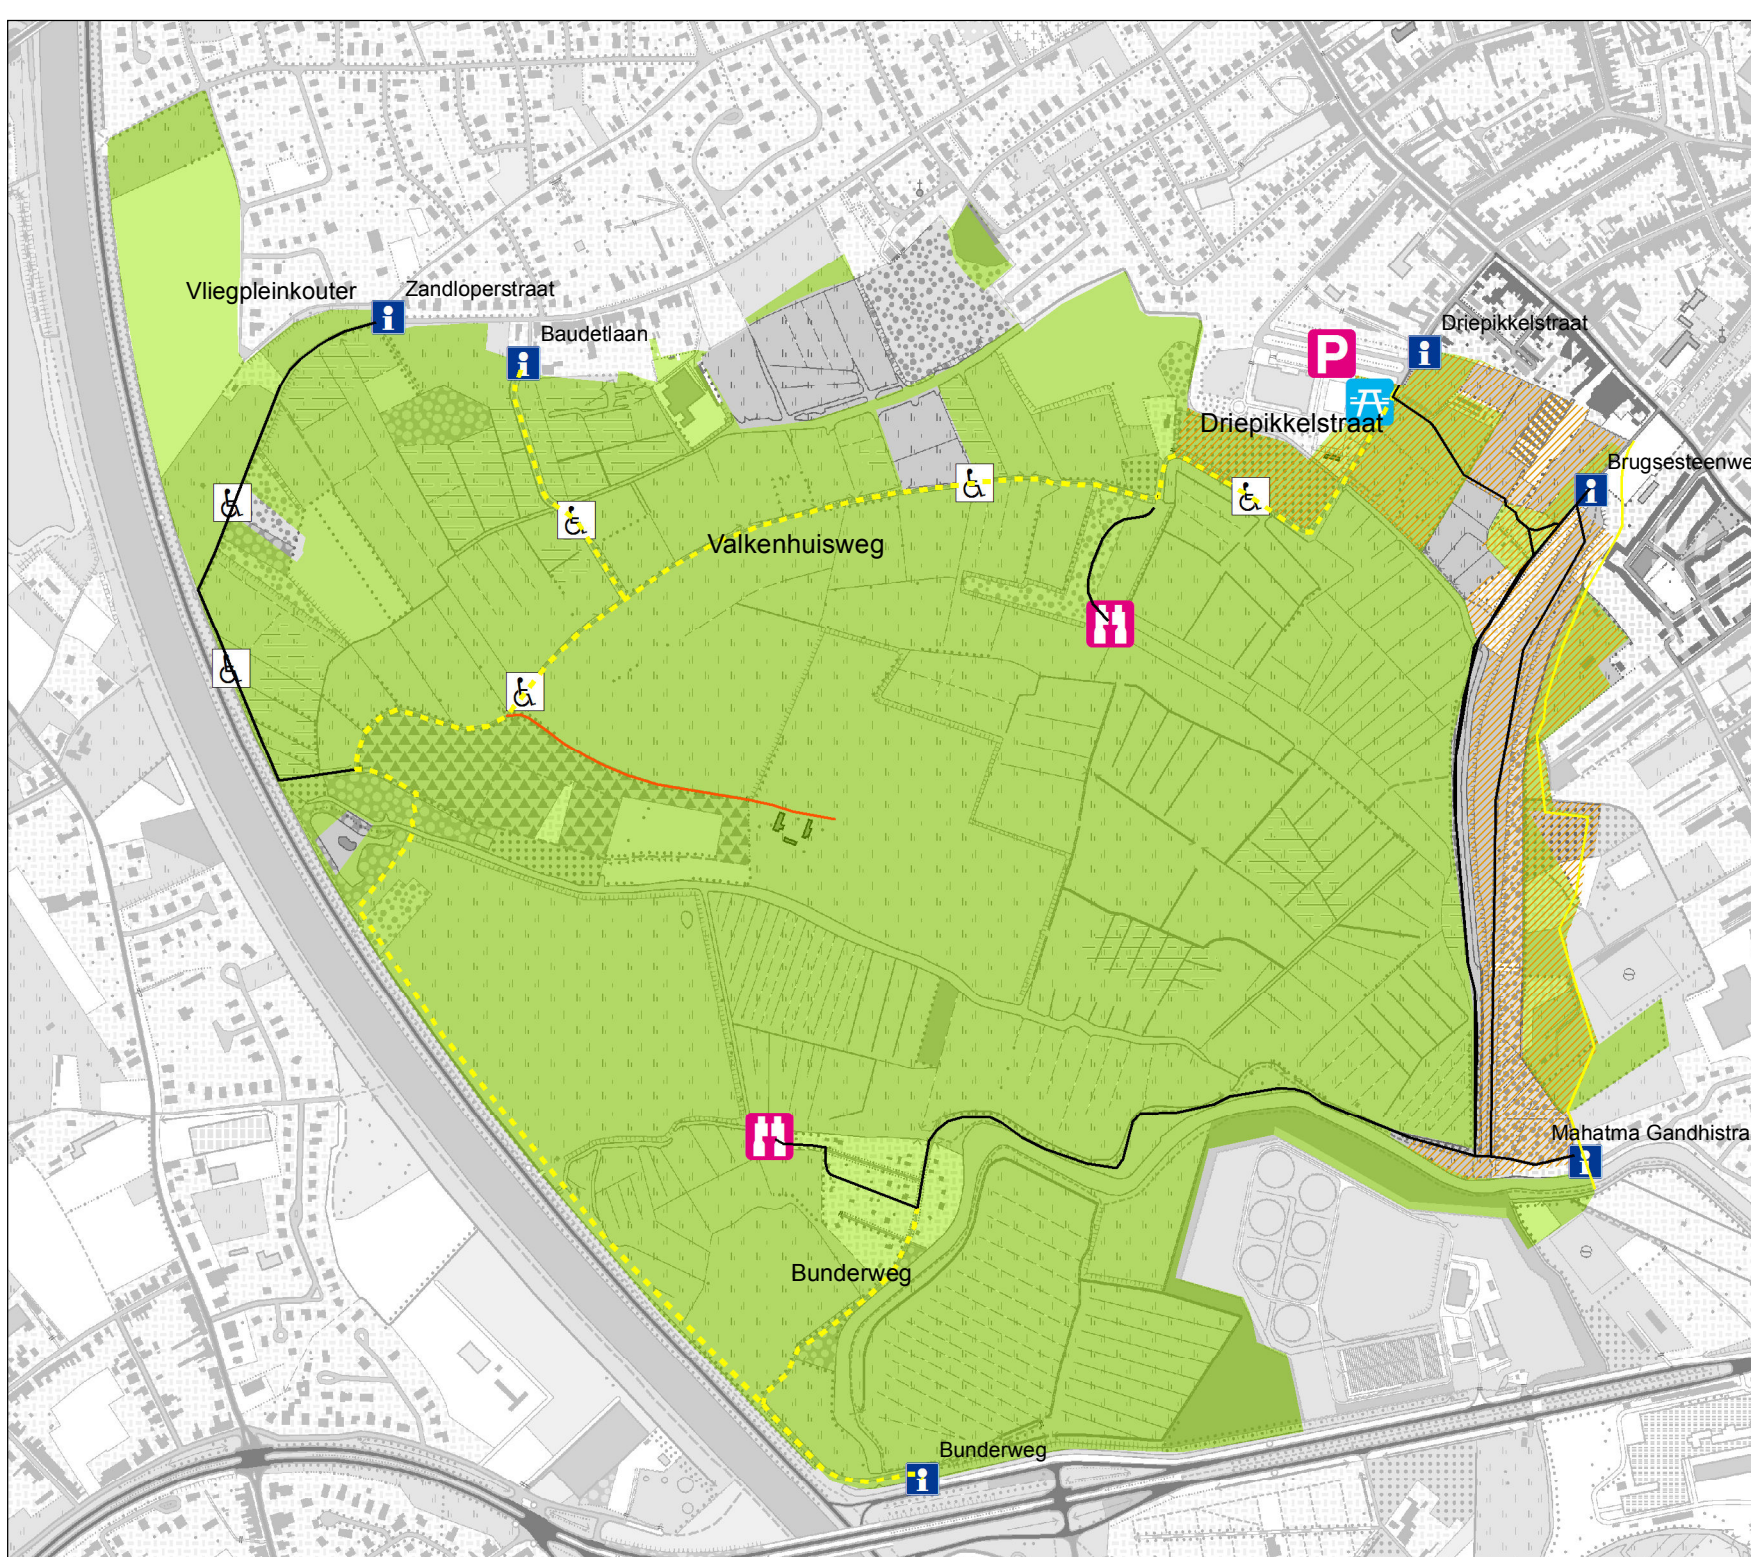 Vliegpleinkouter
Zandloperstraat
Baudetlaan
Driepikkelstraat
P
Driepikkelstraat
Brugsesteenwe
Valkenhuisweg
Mahatma Gandhistra
Bunderweg
Bunderweg